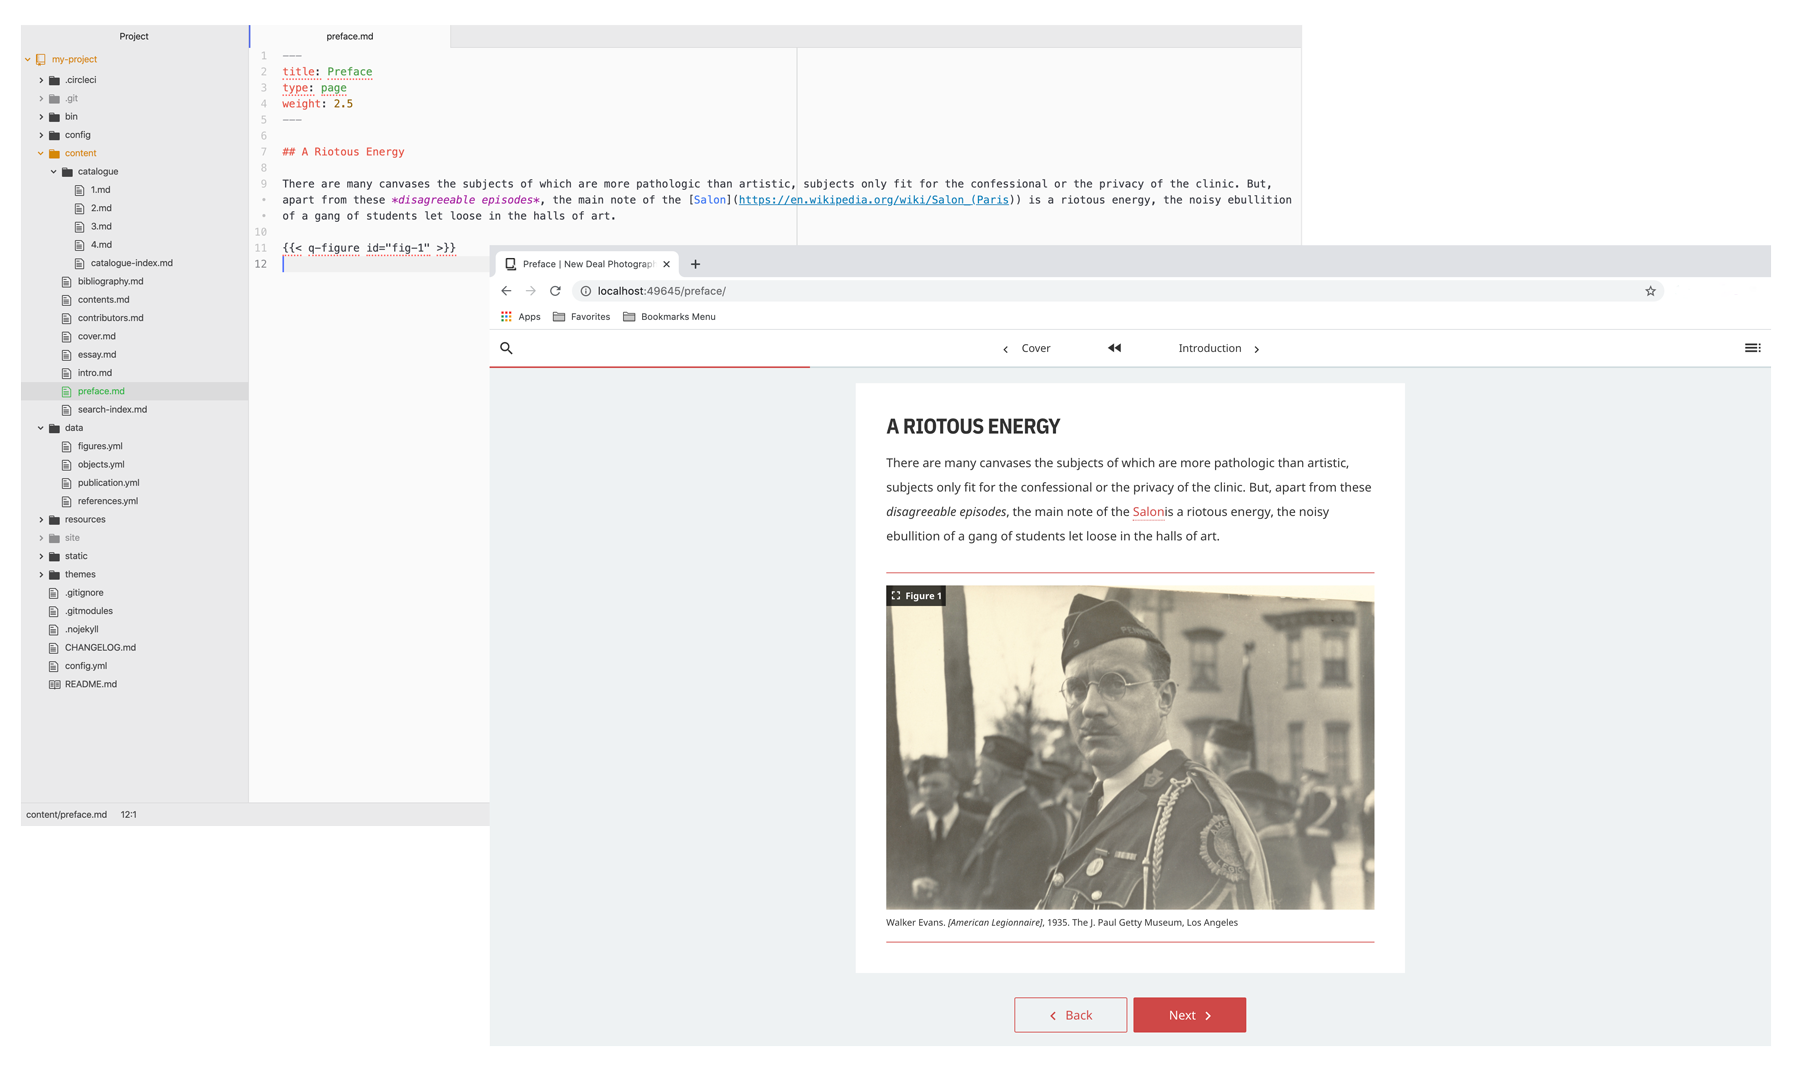 Project
my-project
.circleci
.git
bin
config
content
catalogue
1.md
2.md
3.md
4.md
catalogue-index.md
bibliography.md
contents.md
contributors.md
cover.md
essay.md
intro.md
preface.md
search-index.md
data
figures.yml
objects.yml
publication.yml
references.yml
resources
site
static
themes
.gitignore
.gitmodules
.nojekyll
CHANGELOG.md
config.yml
README.md
content/preface.md 12:1
preface.md
1 ---
2 title: Preface
3 type: page
4 weight: 2.5
5 ---
6
7 ## A Riotous Energy
8
9 There are many canvases the subjects of which are more pathologic than artistic, subjects only fit for the confessional or the privacy of the clinic. But,
• apart from these *disagreeable episodes*, the main note of the [Salon](https://en.wikipedia.org/wiki/Salon_(Paris)) is a riotous energy, the noisy ebullition
• of a gang of students let loose in the halls of art.
10
11 {{< q-figure id="fig-1" >}}
12
Preface | New Deal Photograp
localhost:49645/preface/
Apps Favorites Bookmarks Menu
Cover Introduction
A RIOTOUS ENERGY
There are many canvases the subjects of which are more pathologic than artistic,
subjects only fit for the confessional or the privacy of the clinic. But, apart from these
disagreeable episodes, the main note of the Salonis a riotous energy, the noisy
ebullition of a gang of students let loose in the halls of art.
Figure 1
Walker Evans. [American Legionnaire], 1935. The J. Paul Getty Museum, Los Angeles
Back Next